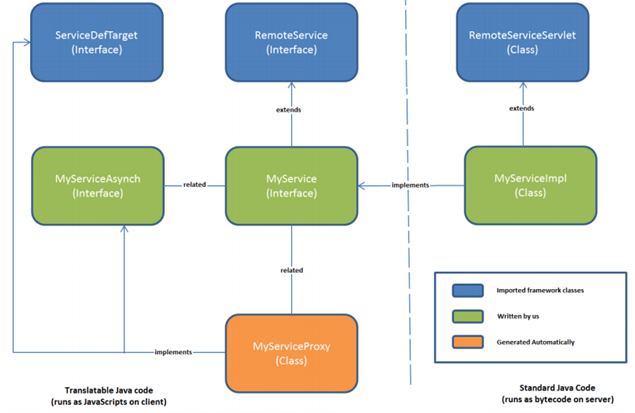 ServiceDefTarget
(Interface)
RemoteService
(Interface)
RemoteServiceServlet
(Class)
extends
extends
MyServiceAsynch
(Interface)
related
MyService
(Interface)
implements
MyServiceImpl
(Class)
related
Imported framework classes
Written by us
Generated Automatically
implements
MyServiceProxy
(Class)
Translatable Java code
(runs as JavaScripts on client)
Standard Java Code
(runs as bytecode on server)